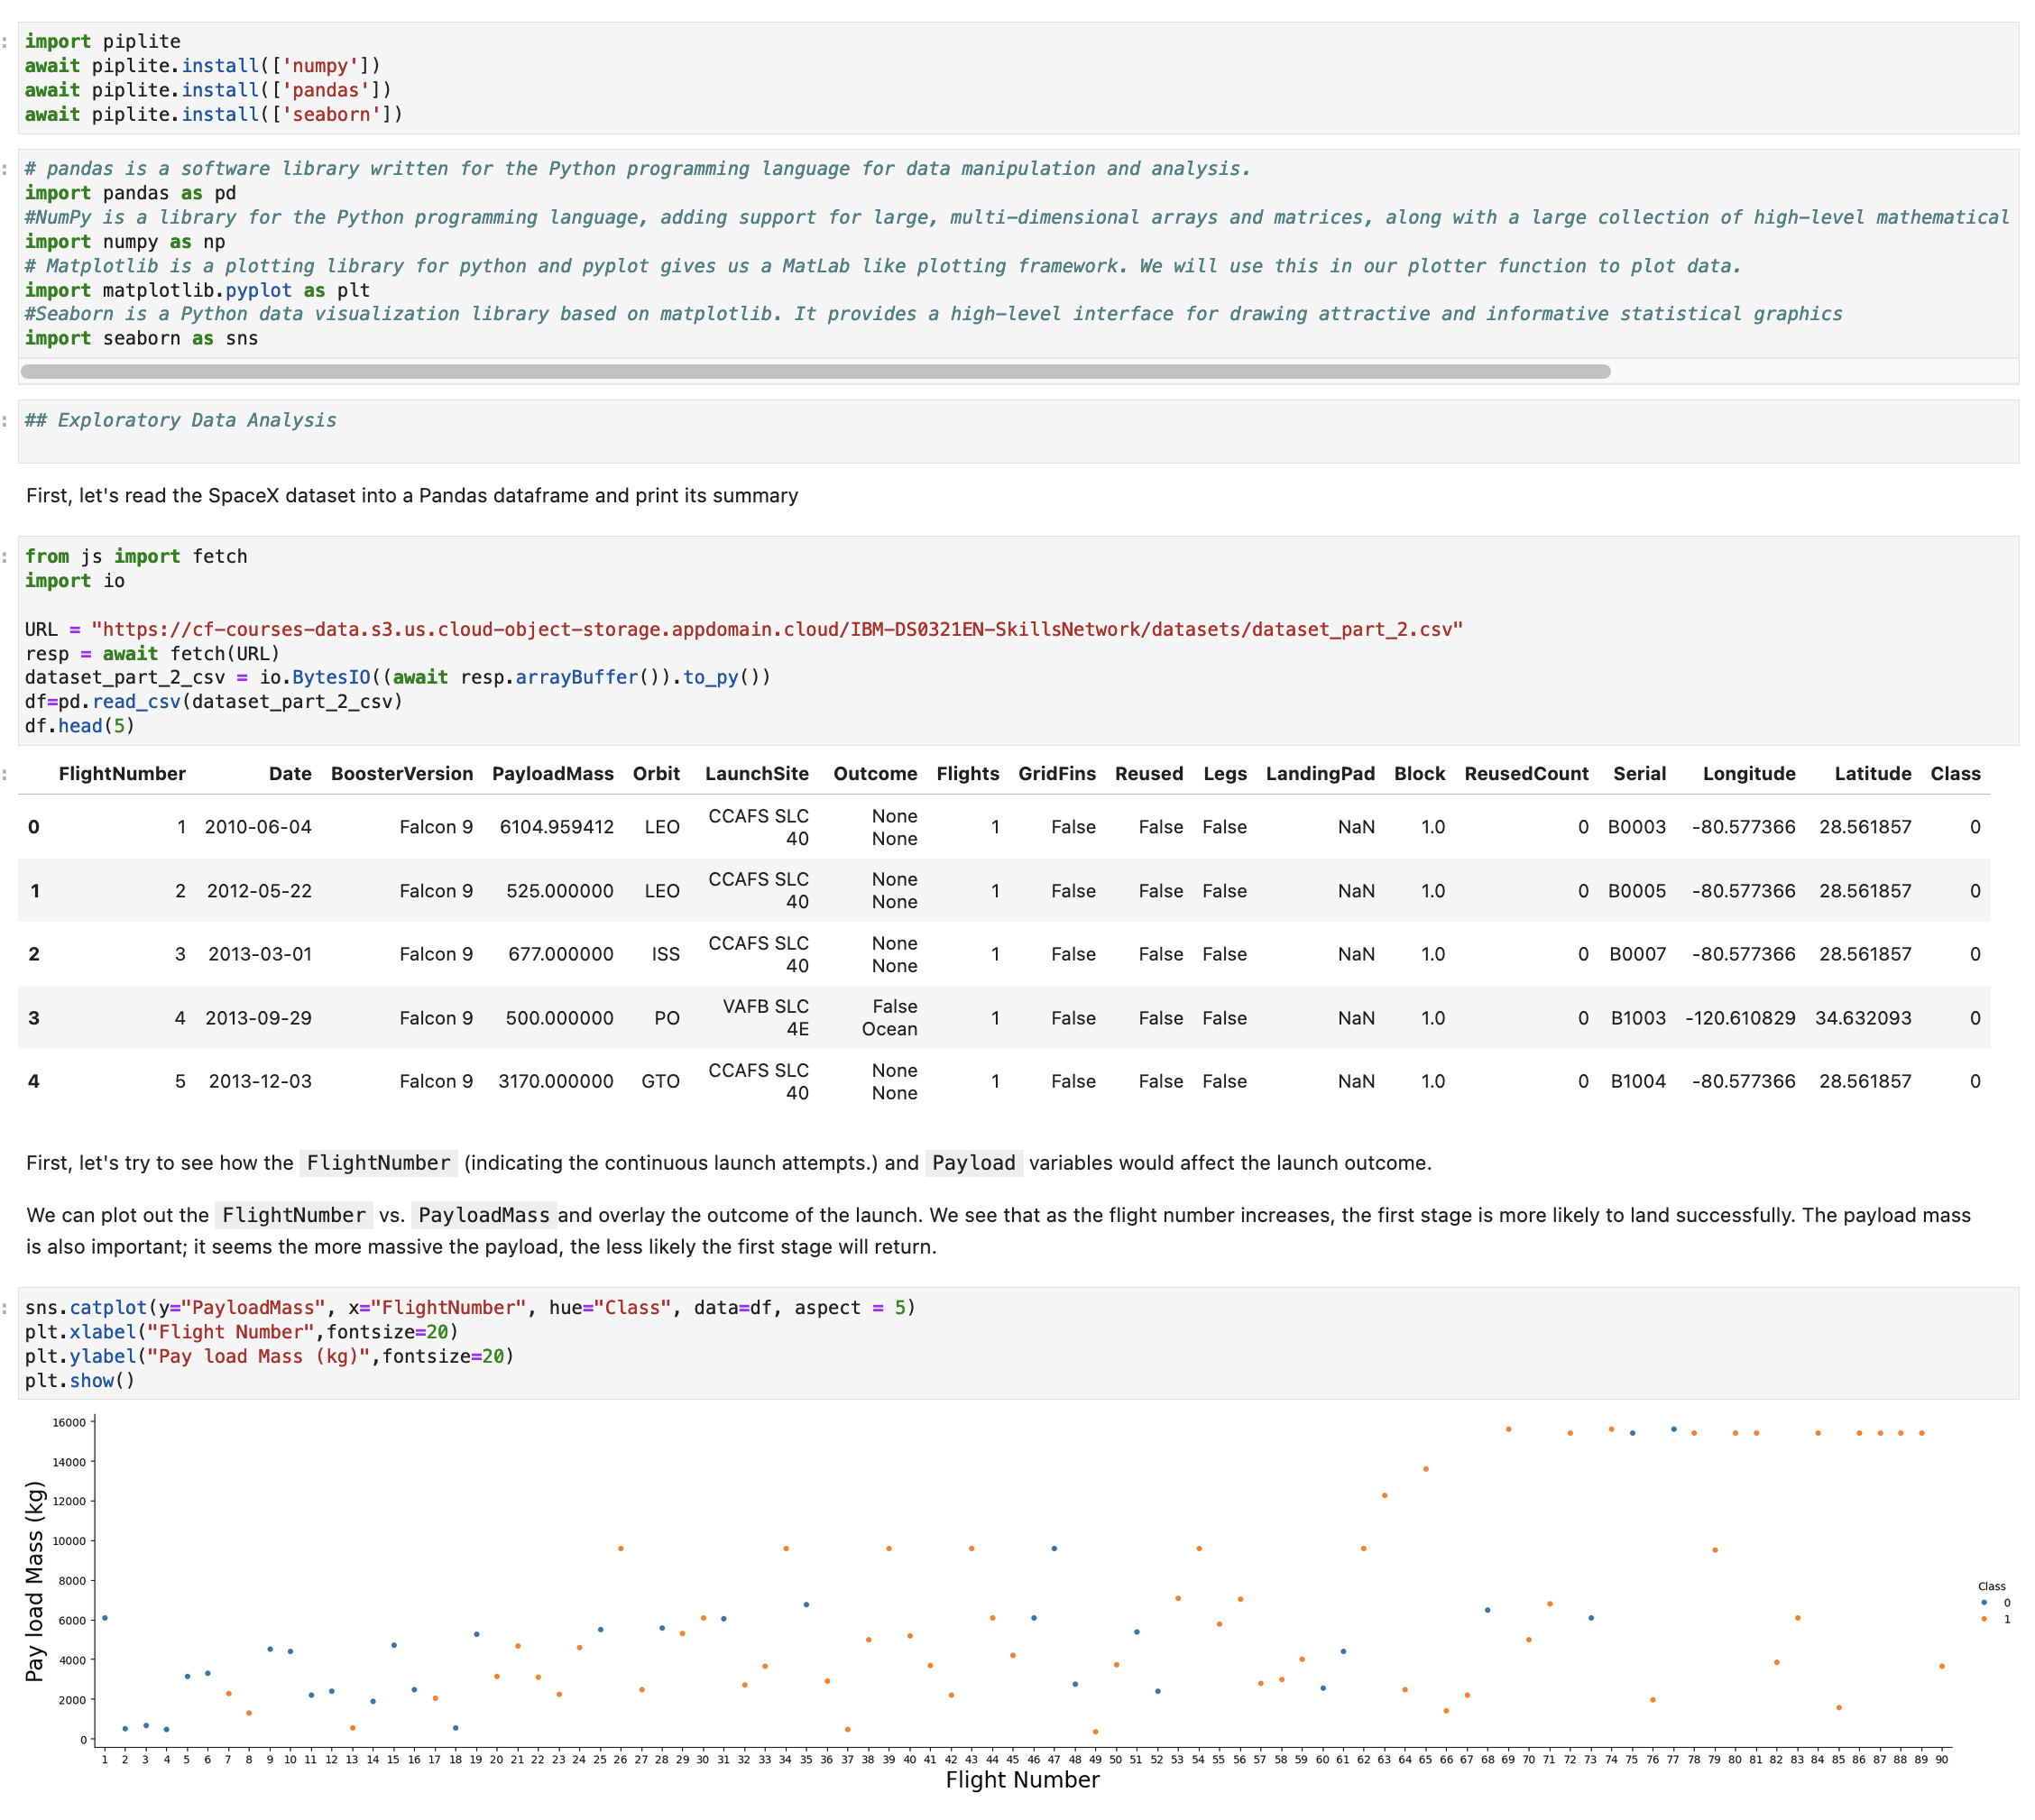 import piplite
await piplite.install(['numpy'])
await piplite.install(['pandas'])
await piplite.install(['seaborn'])
# pandas is a software library written for the Python programming language for data manipulation and analysis.
import pandas as pd
#NumPy is a library for the Python programming language, adding support for large, multi-dimensional arrays and matrices, along with a large collection of high-level mathematical
import numpy as np
# Matplotlib is a plotting library for python and pyplot gives us a MatLab like plotting framework. We will use this in our plotter function to plot data.
import matplotlib.pyplot as plt
#Seaborn is a Python data visualization library based on matplotlib. It provides a high-level interface for drawing attractive and informative statistical graphics
import seaborn as sns
## Exploratory Data Analysis
First, let's read the SpaceX dataset into a Pandas dataframe and print its summary
from js import fetch
import io
URL = "https://cf-courses-data.s3.us.cloud-object-storage.appdomain.cloud/IBM-DS0321EN-SkillsNetwork/datasets/dataset_part_2.csv"
resp = await fetch(URL)
dataset_part_2_csv = io.BytesIO((await resp.arrayBuffer()).to_py())
df=pd.read_csv(dataset_part_2_csv)
df.head(5)
FlightNumber Date BoosterVersion PayloadMass Orbit LaunchSite Outcome Flights GridFins Reused Legs LandingPad Block ReusedCount Serial Longitude Latitude Class
0 1 2010-06-04 Falcon 9 6104.959412 LEO CCAFS SLC 40 None None 1 False False False NaN 1.0 0 B0003 -80.577366 28.561857 0
1 2 2012-05-22 Falcon 9 525.000000 LEO CCAFS SLC 40 None None 1 False False False NaN 1.0 0 B0005 -80.577366 28.561857 0
2 3 2013-03-01 Falcon 9 677.000000 ISS CCAFS SLC 40 None None 1 False False False NaN 1.0 0 B0007 -80.577366 28.561857 0
3 4 2013-09-29 Falcon 9 500.000000 PO VAFB SLC 4E False Ocean 1 False False False NaN 1.0 0 B1003 -120.610829 34.632093 0
4 5 2013-12-03 Falcon 9 3170.000000 GTO CCAFS SLC 40 None None 1 False False False NaN 1.0 0 B1004 -80.577366 28.561857 0
First, let's try to see how the FlightNumber (indicating the continuous launch attempts.) and Payload variables would affect the launch outcome.
We can plot out the FlightNumber vs. PayloadMass and overlay the outcome of the launch. We see that as the flight number increases, the first stage is more likely to land successfully. The payload mass
is also important; it seems the more massive the payload, the less likely the first stage will return.
sns.catplot(y="PayloadMass", x="FlightNumber", hue="Class", data=df, aspect = 5)
plt.xlabel("Flight Number",fontsize=20)
plt.ylabel("Pay load Mass (kg)",fontsize=20)
plt.show()
Pay load Mass (kg)
16000
14000
12000
10000
8000
6000
4000
2000
0
Class
0
1
1 2 3 4 5 6 7 8 9 10 11 12 13 14 15 16 17 18 19 20 21 22 23 24 25 26 27 28 29 30 31 32 33 34 35 36 37 38 39 40 41 42 43 44 45 46 47 48 49 50 51 52 53 54 55 56 57 58 59 60 61 62 63 64 65 66 67 68 69 70 71 72 73 74 75 76 77 78 79 80 81 82 83 84 85 86 87 88 89 90
Flight Number